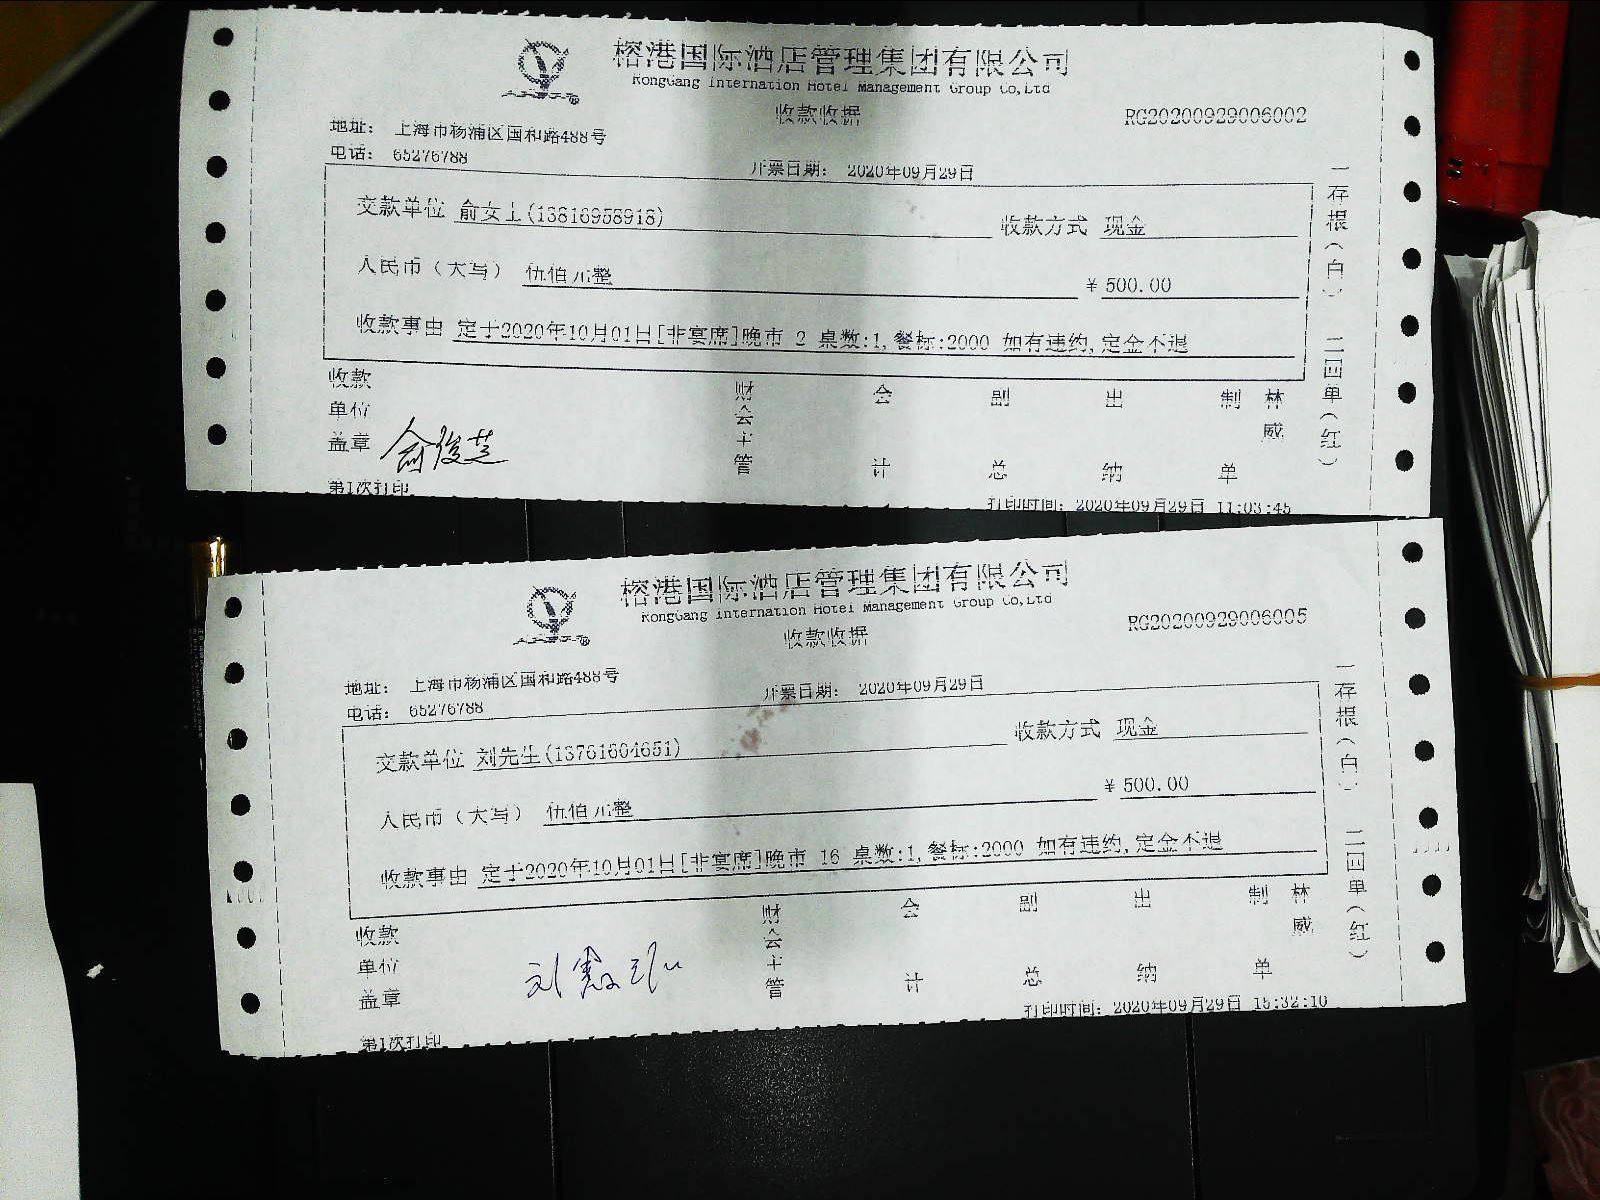 榕港国际酒店管理集团有限公司
RongGang Internation Hotel Management Group Co,Ltd
收款收据
RG20200929006002
地址： 上海市杨浦区国和路488号
电话： 65276788
开票日期： 2020年09月29日
交款单位 俞女士(13816958918) 收款方式 现金
人民币（大写） 伍佰元整 ¥ 500.00
收款事由 定于2020年10月01日[非宴席]晚市 2 桌数:1,餐标:2000 如有违约,定金不退
收款单位盖章 俞俊芝 财会主管 会计 副总 出纳 制单 林威
一存根（白） 二四单（红）
第1次打印
打印时间： 2020年09月29日 11:03:45
榕港国际酒店管理集团有限公司
RongGang Internation Hotel Management Group Co,Ltd
收款收据
RG20200929006005
地址： 上海市杨浦区国和路488号
电话： 65276788
开票日期： 2020年09月29日
交款单位 刘先生(13761604651) 收款方式 现金
人民币（大写） 伍佰元整 ¥ 500.00
收款事由 定于2020年10月01日[非宴席]晚市 16 桌数:1,餐标:2000 如有违约,定金不退
收款单位盖章 刘 财会主管 会计 副总 出纳 制单 林威
一存根（白） 二四单（红）
第1次打印
打印时间： 2020年09月29日 15:32:10